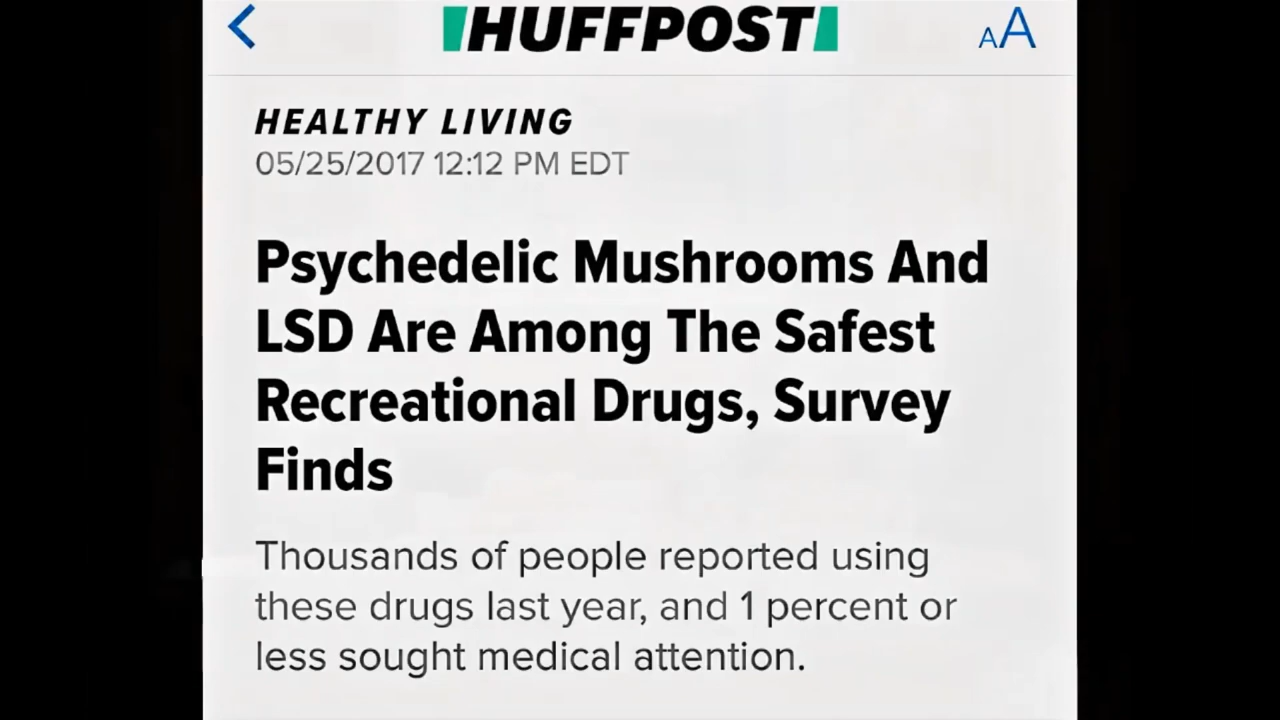 HUFFPOST
AA
HEALTHY LIVING
05/25/2017 12:12 PM EDT
Psychedelic Mushrooms And
LSD Are Among The Safest
Recreational Drugs, Survey
Finds
Thousands of people reported using
these drugs last year, and 1 percent or
less sought medical attention.